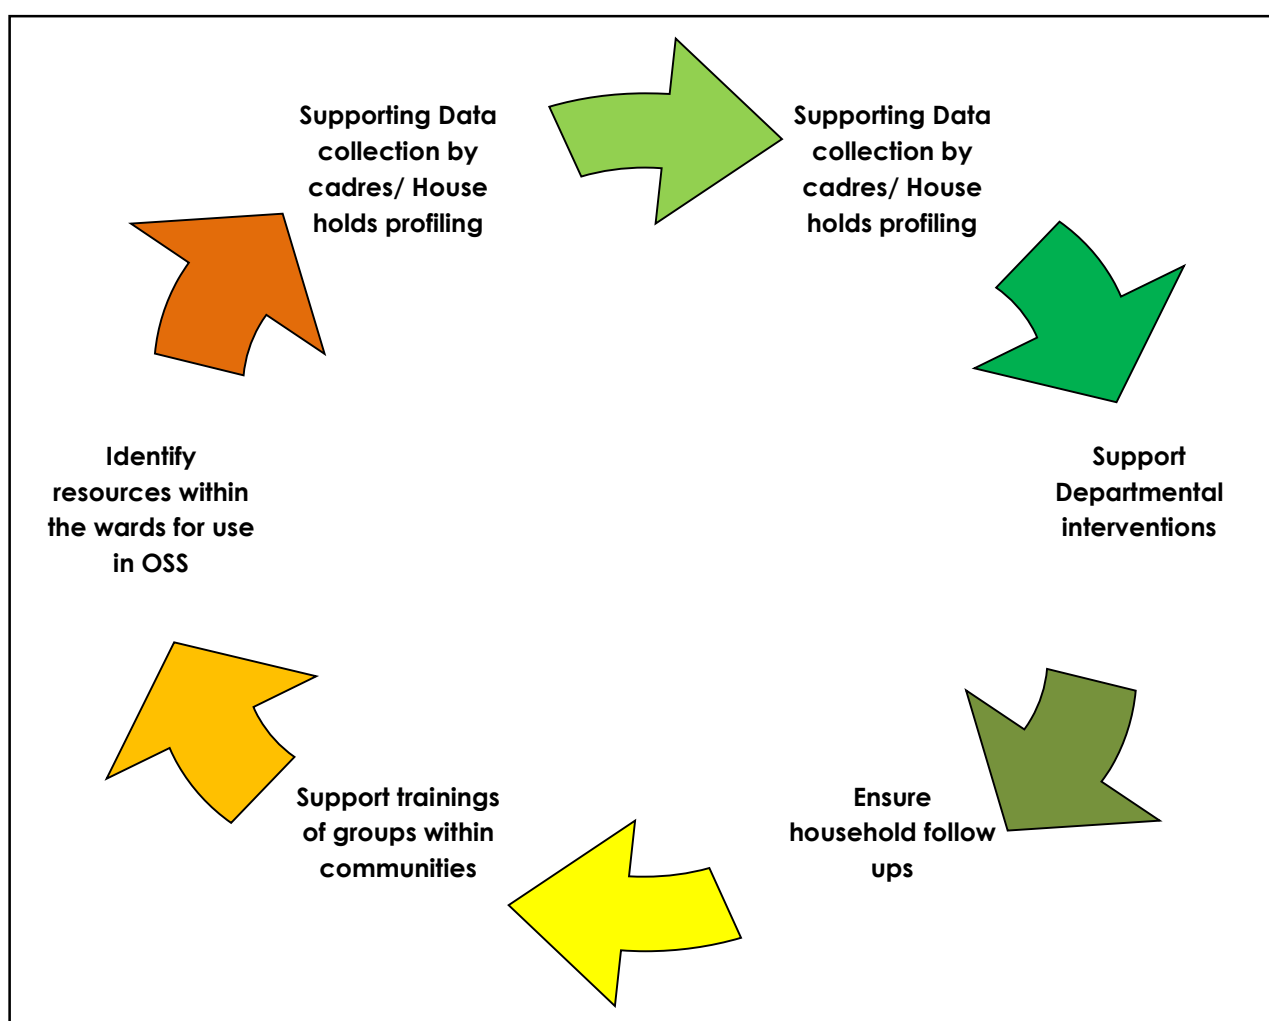 Supporting Data
collection by
cadres/ House
holds profiling
Supporting Data
collection by
cadres/ House
holds profiling
Support
Departmental
interventions
Ensure
household follow
ups
Support trainings
of groups within
communities
Identify
resources within
the wards for use
in OSS